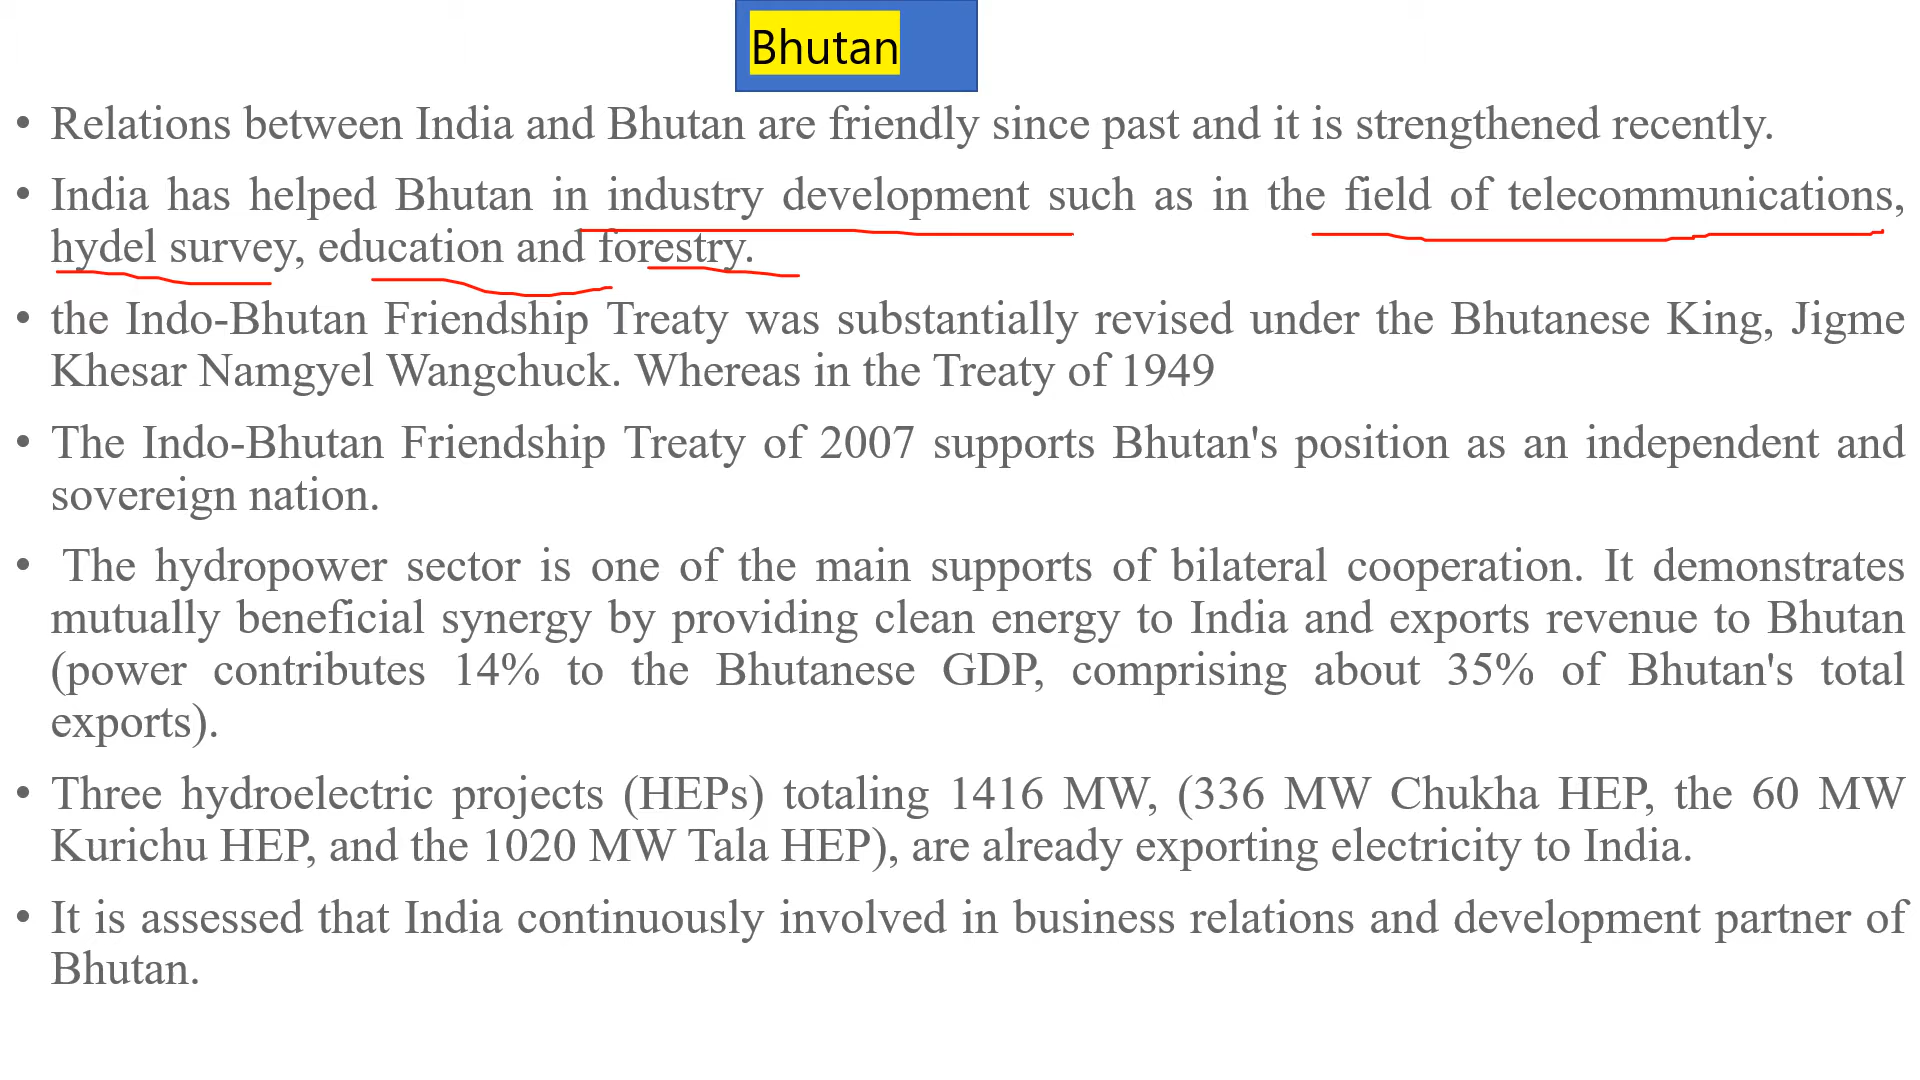 Bhutan
• Relations between India and Bhutan are friendly since past and it is strengthened recently.
• India has helped Bhutan in industry development such as in the field of telecommunications,
hydel survey, education and forestry.
• the Indo-Bhutan Friendship Treaty was substantially revised under the Bhutanese King, Jigme
Khesar Namgyel Wangchuck. Whereas in the Treaty of 1949
• The Indo-Bhutan Friendship Treaty of 2007 supports Bhutan's position as an independent and
sovereign nation.
• The hydropower sector is one of the main supports of bilateral cooperation. It demonstrates
mutually beneficial synergy by providing clean energy to India and exports revenue to Bhutan
(power contributes 14% to the Bhutanese GDP, comprising about 35% of Bhutan's total
exports).
• Three hydroelectric projects (HEPs) totaling 1416 MW, (336 MW Chukha HEP, the 60 MW
Kurichu HEP, and the 1020 MW Tala HEP), are already exporting electricity to India.
• It is assessed that India continuously involved in business relations and development partner of
Bhutan.